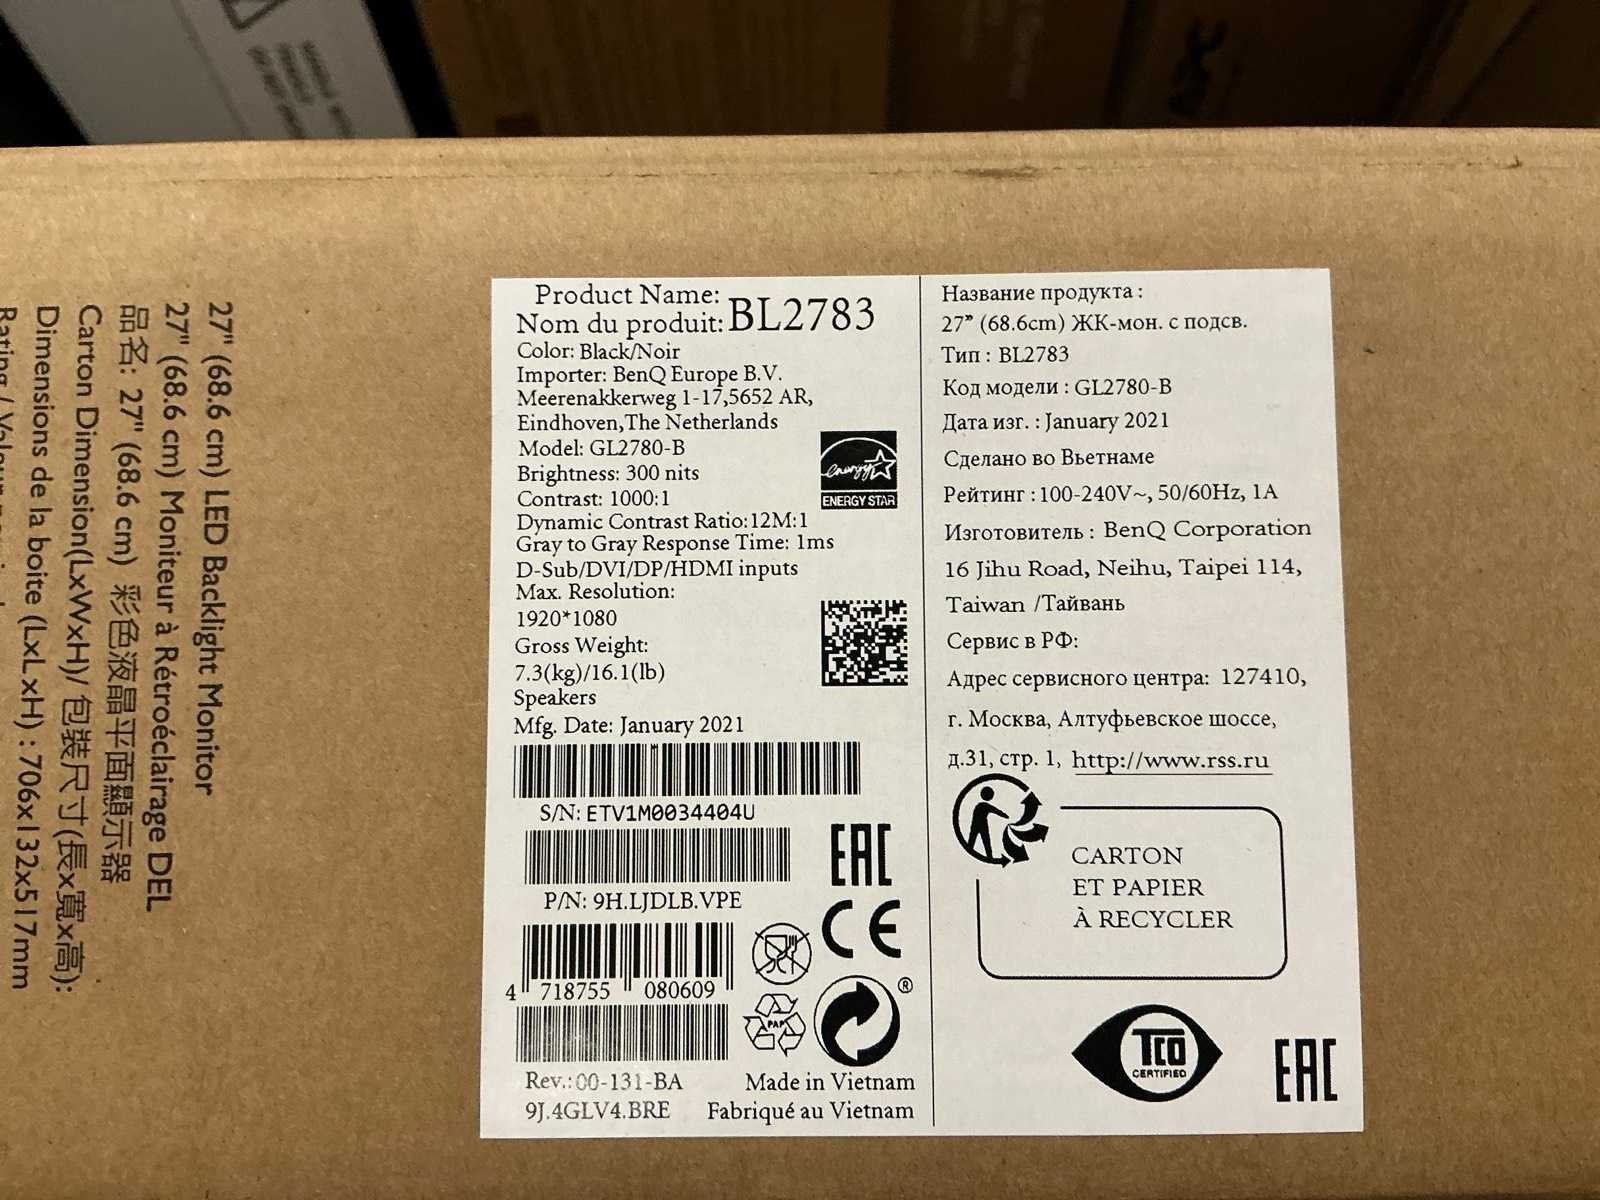 Product Name:
Nom du produit: BL2783
Color: Black/Noir
Importer: BenQ Europe B.V.
Meerenakkerweg 1-17,5652 AR,
Eindhoven,The Netherlands
Model: GL2780-B
Brightness: 300 nits
Contrast: 1000:1
Dynamic Contrast Ratio:12M:1
Gray to Gray Response Time: 1ms
D-Sub/DVI/DP/HDMI inputs
Max. Resolution:
1920*1080
Gross Weight:
7.3(kg)/16.1(lb)
Speakers
Mfg. Date: January 2021
energy
ENERGY STAR
S/N: ETV1M0034404U
P/N: 9H.LJDLB.VPE
4 718755 080609
Rev.:00-131-BA
9J.4GLV4.BRE
EAC
CE
PAP
®
Made in Vietnam
Fabriqué au Vietnam
Название продукта :
27” (68.6cm) ЖК-мон. с подсв.
Тип : BL2783
Код модели : GL2780-B
Дата изг. : January 2021
Сделано во Вьетнаме
Рейтинг : 100-240V~, 50/60Hz, 1A
Изготовитель : BenQ Corporation
16 Jihu Road, Neihu, Taipei 114,
Taiwan /Тайвань
Сервис в РФ:
Адрес сервисного центра: 127410,
г. Москва, Алтуфьевское шоссе,
д.31, стр. 1, http://www.rss.ru
CARTON
ET PAPIER
À RECYCLER
TCO
CERTIFIED
EAC
27" (68.6 cm) LED Backlight Monitor
27" (68.6 cm) Moniteur à Rétroéclairage DEL
品名: 27" (68.6 cm) 彩色液晶平面顯示器
Carton Dimension(LxWxH)/ 包裝尺寸(長x寬x高):
Dimensions de la boite (LxLxH) : 706x132x517mm
Rating /